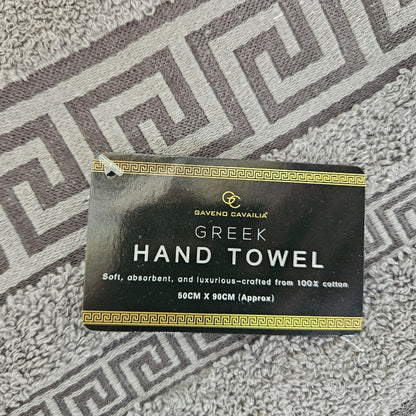 GC
GAVENO CAVAILIA®
GREEK
HAND TOWEL
Soft, absorbent, and luxurious-crafted from 100% cotton
50CM X 90CM (Approx)